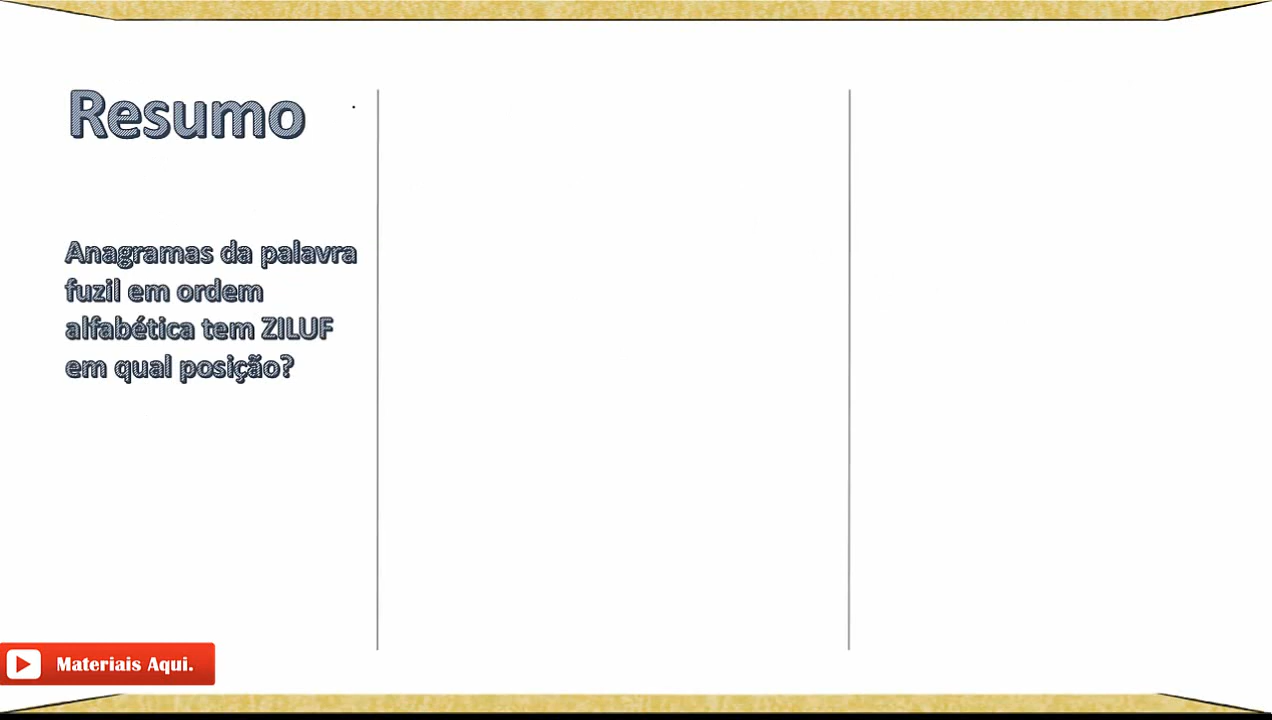 Resumo
Anagramas da palavra
fuzil em ordem
alfabética tem ZILUF
em qual posição?
Materiais Aqui.